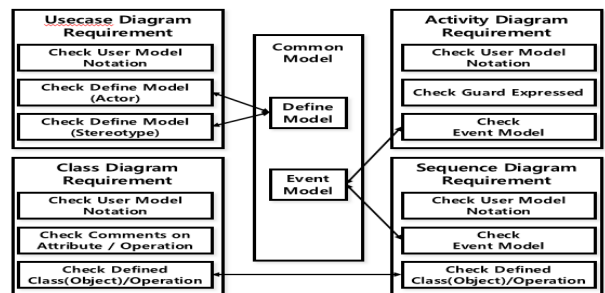 Usecase Diagram
Requirement
Check User Model
Notation
Check Define Model
(Actor)
Check Define Model
(Stereotype)
Class Diagram
Requirement
Check User Model
Notation
Check Comments on
Attribute / Operation
Check Defined
Class(Object)/Operation
Common
Model
Define
Model
Event
Model
Activity Diagram
Requirement
Check User Model
Notation
Check Guard Expressed
Check
Event Model
Sequence Diagram
Requirement
Check User Model
Notation
Check
Event Model
Check Defined
Class(Object)/Operation